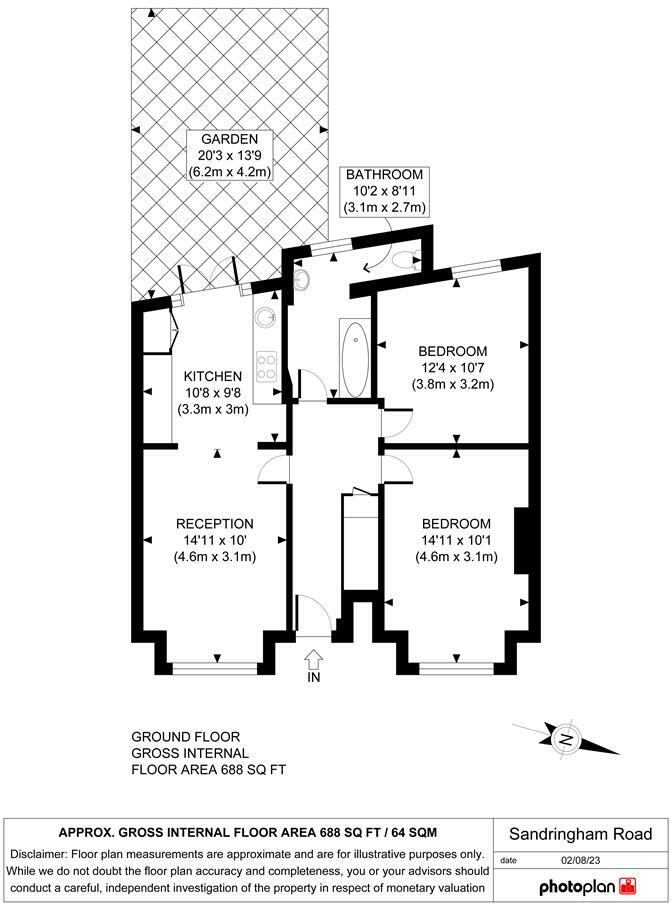 GARDEN
20'3 x 13'9
(6.2m x 4.2m)
BATHROOM
10'2 x 8'11
(3.1m x 2.7m)
BEDROOM
12'4 x 10'7
(3.8m x 3.2m)
KITCHEN
10'8 x 9'8
(3.3m x 3m)
RECEPTION
14'11 x 10'
(4.6m x 3.1m)
BEDROOM
14'11 x 10'1
(4.6m x 3.1m)
IN
GROUND FLOOR
GROSS INTERNAL
FLOOR AREA 688 SQ FT
N
APPROX. GROSS INTERNAL FLOOR AREA 688 SQ FT / 64 SQM
Disclaimer: Floor plan measurements are approximate and are for illustrative purposes only.
While we do not doubt the floor plan accuracy and completeness, you or your advisors should
conduct a careful, independent investigation of the property in respect of monetary valuation
Sandringham Road
date 02/08/23
photoplan